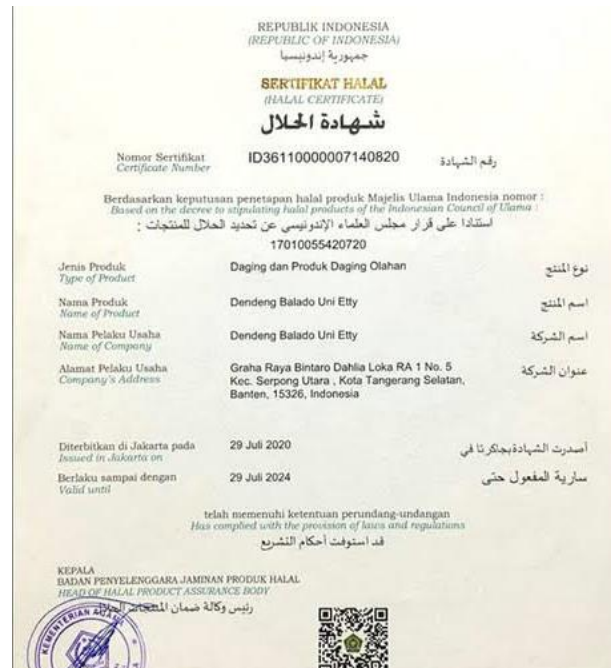 REPUBLIK INDONESIA
(REPUBLIC OF INDONESIA)
جمهورية إندونيسيا
SERTIFIKAT HALAL
(HALAL CERTIFICATE)
شهادة الحلال
Nomor Sertifikat ID36110000007140820 رقم الشهادة
Certificate Number
Berdasarkan keputusan penetapan halal produk Majelis Ulama Indonesia nomor :
Based on the decree to stipulating halal products of the Indonesian Council of Ulama :
استنادا على قرار مجلس العلماء الإندونيسي عن تحديد الحلال للمنتجات :
17010055420720
Jenis Produk Daging dan Produk Daging Olahan نوع المنتج
Type of Product
Nama Produk Dendeng Balado Uni Etty اسم المنتج
Name of Product
Nama Pelaku Usaha Dendeng Balado Uni Etty اسم الشركة
Name of Company
Alamat Pelaku Usaha Graha Raya Bintaro Dahlia Loka RA 1 No. 5 عنوان الشركة
Company's Address Kec. Serpong Utara , Kota Tangerang Selatan,
Banten, 15326, Indonesia
Diterbitkan di Jakarta pada 29 Juli 2020 أصدرت الشهادة بجاكرتا في
Issued in Jakarta on
Berlaku sampai dengan 29 Juli 2024 سارية المفعول حتى
Valid until
telah memenuhi ketentuan perundang-undangan
Has complied with the provision of laws and regulations
قد استوفت أحكام التشريع
KEPALA
BADAN PENYELENGGARA JAMINAN PRODUK HALAL
HEAD OF HALAL PRODUCT ASSURANCE BODY
رئيس وكالة ضمان المنتجات الحلال
KEMENTERIAN AGAMA